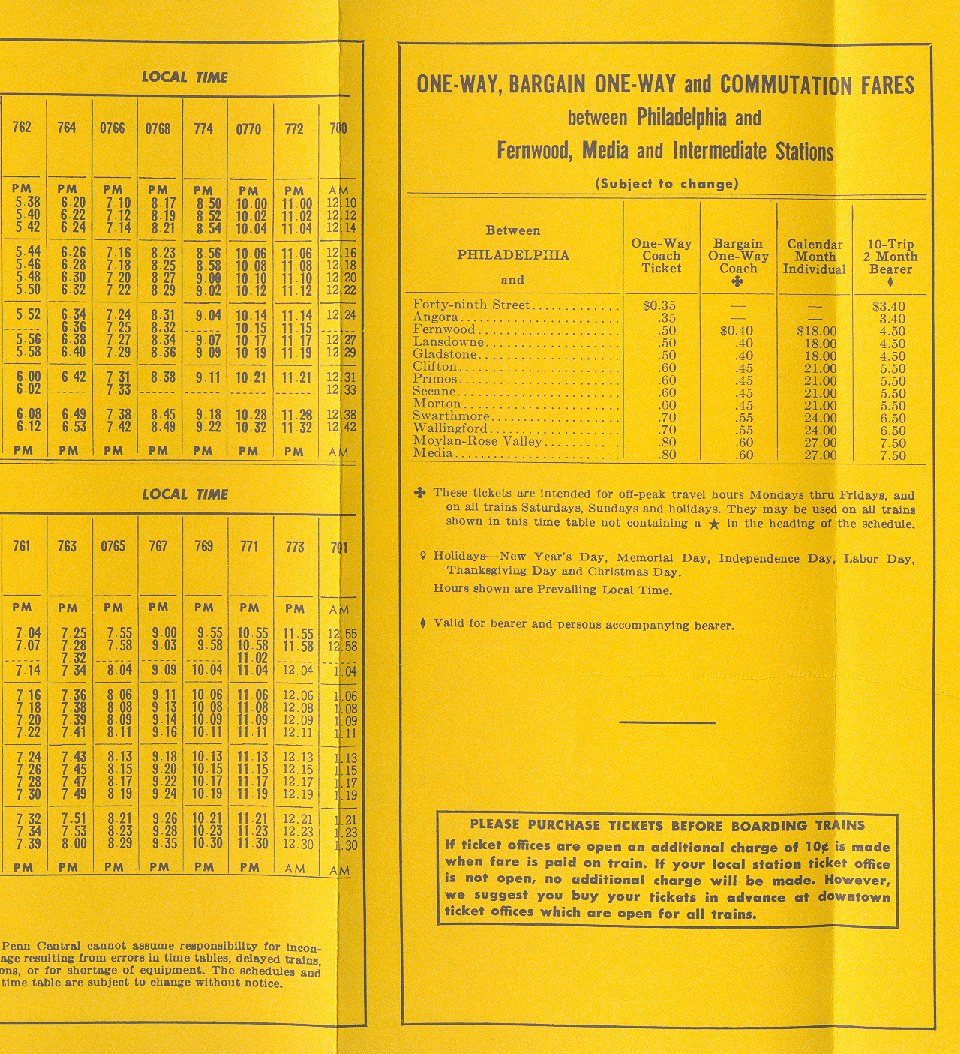 LOCAL TIME
762 764 0766 0768 774 0770 772 700
PM PM PM PM PM PM PM AM
5.38 6.20 7 10 8.17 8 50 10.00 11.00 12.10
5.40 6 22 7 12 8.19 8 52 10.02 11.02 12.12
5 42 6 24 7 14 8 21 8 54 10 04 11 04 12 14
5 44 6.26 7 16 8.23 8 56 10 06 11 06 12.16
5 46 6 28 7 18 8 25 8 58 10 08 11 08 12 18
5 48 6 30 7 20 8 27 9 00 10 10 11 10 12 20
5 50 6 32 7 22 8 29 9 02 10 12 11.12 12 22
5 52 6 34 7 24 8.31 9 04 10 14 11.14 12 24
------ 6 36 7 25 8 32 ------ 10 15 11 15 ------
5.56 6 38 7 27 8 34 9 07 10 17 11 17 12 27
5 58 6.40 7 29 8 36 9 09 10 19 11 19 12 29
6 00 6 42 7 31 8 38 9.11 10 21 11.21 12.31
6 02 ------ 7 33 ------ ------ ------ ------ 12 33
6 08 6 49 7 38 8.45 9.18 10 28 11.28 12 38
6.12 6.53 7 42 8.49 9 22 10 32 11 32 12 42
PM PM PM PM PM PM PM AM
LOCAL TIME
761 763 0765 767 769 771 773 701
PM PM PM PM PM PM PM AM
7 04 7.25 7.55 9 00 9.55 10.55 11.55 12.55
7.07 7 28 7.58 9 03 9.58 10.58 11.58 12.58
------ 7 32 ------ ------ ------ 11.02 ------ ------
7.14 7 34 8.04 9.09 10.04 11 04 12.04 1.04
7 16 7 36 8 06 9 11 10 06 11.06 12.06 1 06
7 18 7 38 8 08 9 13 10 08 11.08 12.08 1 08
7 20 7 39 8 09 9 14 10 09 11.09 12.09 1 09
7 22 7 41 8.11 9 16 10.11 11.11 12.11 1 11
7 24 7.43 8.13 9.18 10.13 11.13 12.13 1.13
7 26 7 45 8.15 9.20 10.15 11.15 12.15 1.15
7 28 7 47 8 17 9 22 10 17 11.17 12.17 1.17
7 30 7 49 8 19 9 24 10.19 11 19 12.19 1 19
7 32 7.51 8.21 9 26 10 21 11.21 12.21 1 21
7 34 7 53 8 23 9 28 10 23 11.23 12.23 1 23
7.39 8 00 8.29 9.35 10.30 11.30 12.30 1.30
PM PM PM PM PM PM AM AM
Penn Central cannot assume responsibility for incon-
age resulting from errors in time tables, delayed trains,
ons, or for shortage of equipment. The schedules and
time table are subject to change without notice.
ONE-WAY, BARGAIN ONE-WAY and COMMUTATION FARES
between Philadelphia and
Fernwood, Media and Intermediate Stations
(Subject to change)
Between
PHILADELPHIA
and
One-Way
Coach
Ticket
Bargain
One-Way
Coach
✚
Calendar
Month
Individual
10-Trip
2 Month
Bearer
♦
Forty-ninth Street............ $0.35 — — $3.40
Angora........................ .35 — — 3.40
Fernwood..................... .50 $0.40 $18.00 4.50
Lansdowne.................... .50 .40 18.00 4.50
Gladstone..................... .50 .40 18.00 4.50
Clifton........................ .60 .45 21.00 5.50
Primos........................ .60 .45 21.00 5.50
Secane........................ .60 .45 21.00 5.50
Morton........................ .60 .45 21.00 5.50
Swarthmore................... .70 .55 24.00 6.50
Wallingford................... .70 .55 24.00 6.50
Moylan-Rose Valley........... .80 .60 27.00 7.50
Media......................... .80 .60 27.00 7.50
✚ These tickets are intended for off-peak travel hours Mondays thru Fridays, and
on all trains Saturdays, Sundays and holidays. They may be used on all trains
shown in this time table not containing a ★ in the heading of the schedule.
♀ Holidays—New Year's Day, Memorial Day, Independence Day, Labor Day,
Thanksgiving Day and Christmas Day.
Hours shown are Prevailing Local Time.
♦ Valid for bearer and persons accompanying bearer.
PLEASE PURCHASE TICKETS BEFORE BOARDING TRAINS
If ticket offices are open an additional charge of 10¢ is made
when fare is paid on train. If your local station ticket office
is not open, no additional charge will be made. However,
we suggest you buy your tickets in advance at downtown
ticket offices which are open for all trains.